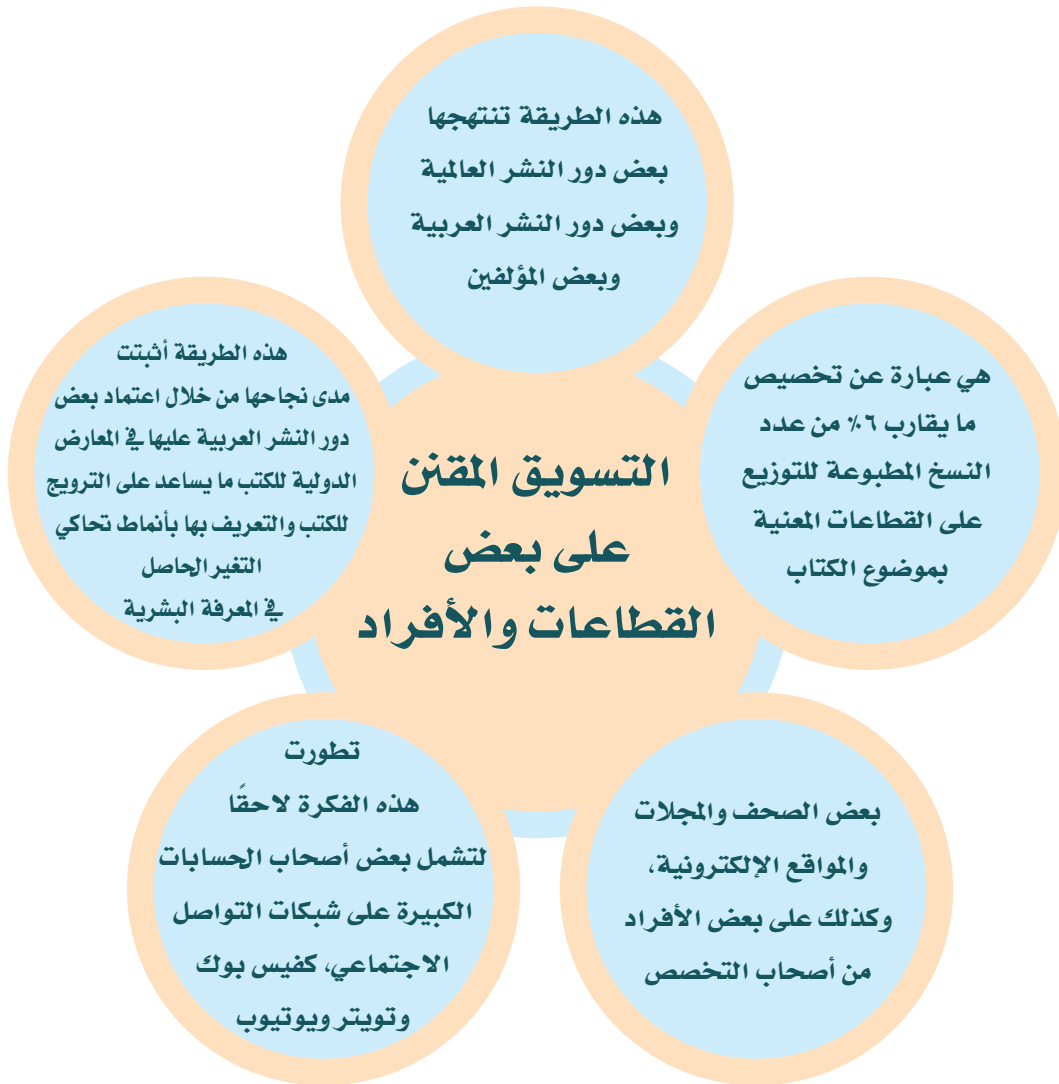 التسويق المقنن
على بعض
القطاعات والأفراد
هذه الطريقة تنتهجها
بعض دور النشر العالمية
وبعض دور النشر العربية
وبعض المؤلفين
هي عبارة عن تخصيص
ما يقارب ٦٪ من عدد
النسخ المطبوعة للتوزيع
على القطاعات المعنية
بموضوع الكتاب
بعض الصحف والمجلات
والمواقع الإلكترونية،
وكذلك على بعض الأفراد
من أصحاب التخصص
تطورت
هذه الفكرة لاحقًا
لتشمل بعض أصحاب الحسابات
الكبيرة على شبكات التواصل
الاجتماعي، كفيس بوك
وتويتر ويوتيوب
هذه الطريقة أثبتت
مدى نجاحها من خلال اعتماد بعض
دور النشر العربية عليها في المعارض
الدولية للكتب ما يساعد على الترويج
للكتب والتعريف بها بأنماط تحاكي
التغير الحاصل
في المعرفة البشرية